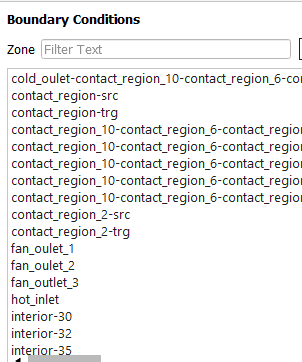 Boundary Conditions
Zone Filter Text
cold_oulet-contact_region_10-contact_region_6-con
contact_region-src
contact_region-trg
contact_region_10-contact_region_6-contact_region
contact_region_10-contact_region_6-contact_region
contact_region_10-contact_region_6-contact_region
contact_region_10-contact_region_6-contact_region
contact_region_10-contact_region_6-contact_region
contact_region_2-src
contact_region_2-trg
fan_oulet_1
fan_oulet_2
fan_outlet_3
hot_inlet
interior-30
interior-32
interior-35